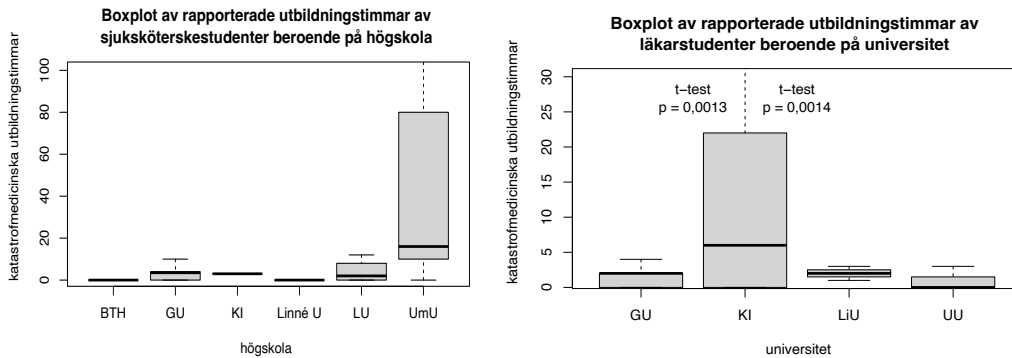 Boxplot av rapporterade utbildningstimmar av
sjuksköterskestudenter beroende på högskola
katastrofmedicinska utbildningstimmar
100
80
60
40
20
0
BTH GU KI Linné U LU UmU
högskola
Boxplot av rapporterade utbildningstimmar av
läkarstudenter beroende på universitet
katastrofmedicinska utbildningstimmar
30
25
20
15
10
5
0
t−test
p = 0,0013
t−test
p = 0,0014
GU KI LiU UU
universitet